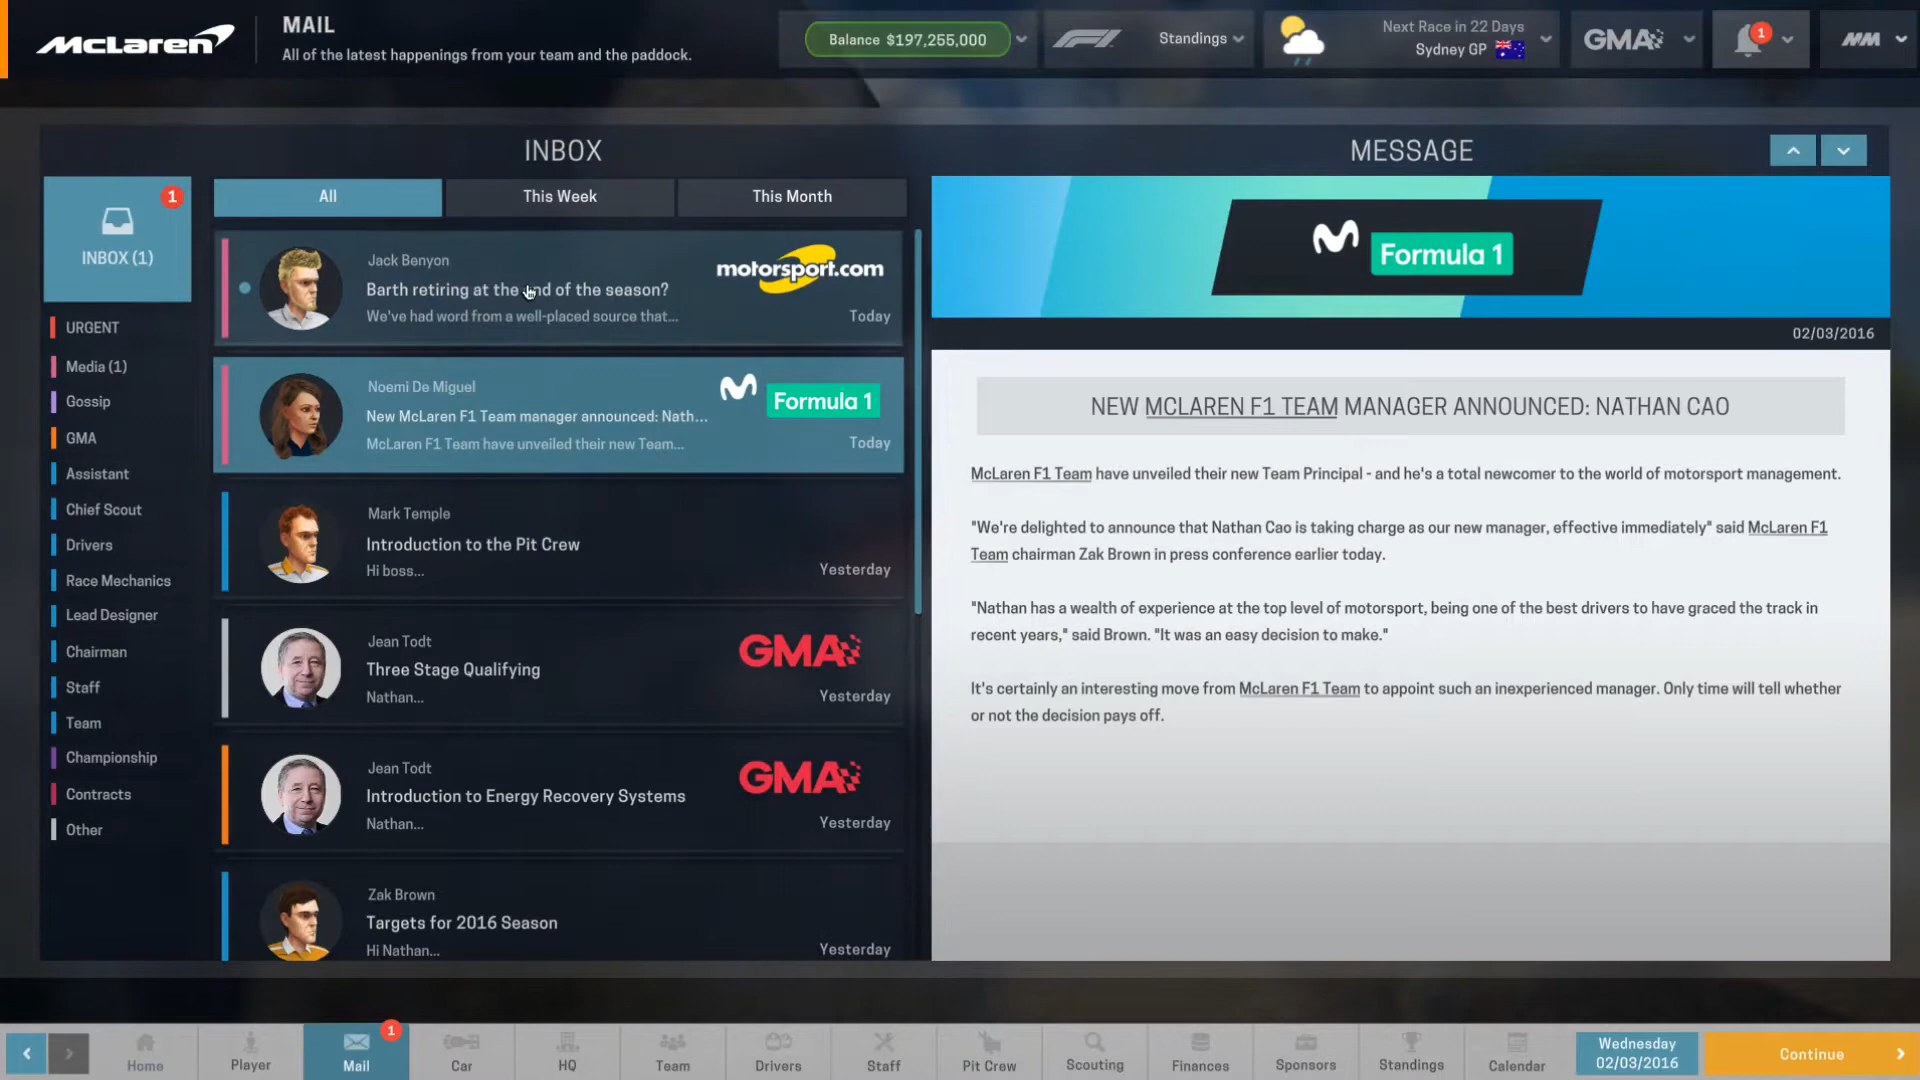 McLaren
MAIL
All of the latest happenings from your team and the paddock.
Balance $197,255,000
Standings
Next Race in 22 Days
Sydney GP
GMA
1
MM
INBOX
MESSAGE
1
INBOX (1)
URGENT
Media (1)
Gossip
GMA
Assistant
Chief Scout
Drivers
Race Mechanics
Lead Designer
Chairman
Staff
Team
Championship
Contracts
Other
All
This Week
This Month
Jack Benyon
Barth retiring at the end of the season?
We've had word from a well-placed source that...
motorsport.com
Today
Noemi De Miguel
New McLaren F1 Team manager announced: Nath...
McLaren F1 Team have unveiled their new Team...
Formula 1
Today
Mark Temple
Introduction to the Pit Crew
Hi boss...
Yesterday
Jean Todt
Three Stage Qualifying
Nathan...
GMA
Yesterday
Jean Todt
Introduction to Energy Recovery Systems
Nathan...
GMA
Yesterday
Zak Brown
Targets for 2016 Season
Hi Nathan...
Yesterday
Formula 1
02/03/2016
NEW MCLAREN F1 TEAM MANAGER ANNOUNCED: NATHAN CAO
McLaren F1 Team have unveiled their new Team Principal - and he's a total newcomer to the world of motorsport management.
"We're delighted to announce that Nathan Cao is taking charge as our new manager, effective immediately" said McLaren F1
Team chairman Zak Brown in press conference earlier today.
"Nathan has a wealth of experience at the top level of motorsport, being one of the best drivers to have graced the track in
recent years," said Brown. "It was an easy decision to make."
It's certainly an interesting move from McLaren F1 Team to appoint such an inexperienced manager. Only time will tell whether
or not the decision pays off.
Home
Player
1
Mail
Car
HQ
Team
Drivers
Staff
Pit Crew
Scouting
Finances
Sponsors
Standings
Calendar
Wednesday
02/03/2016
Continue